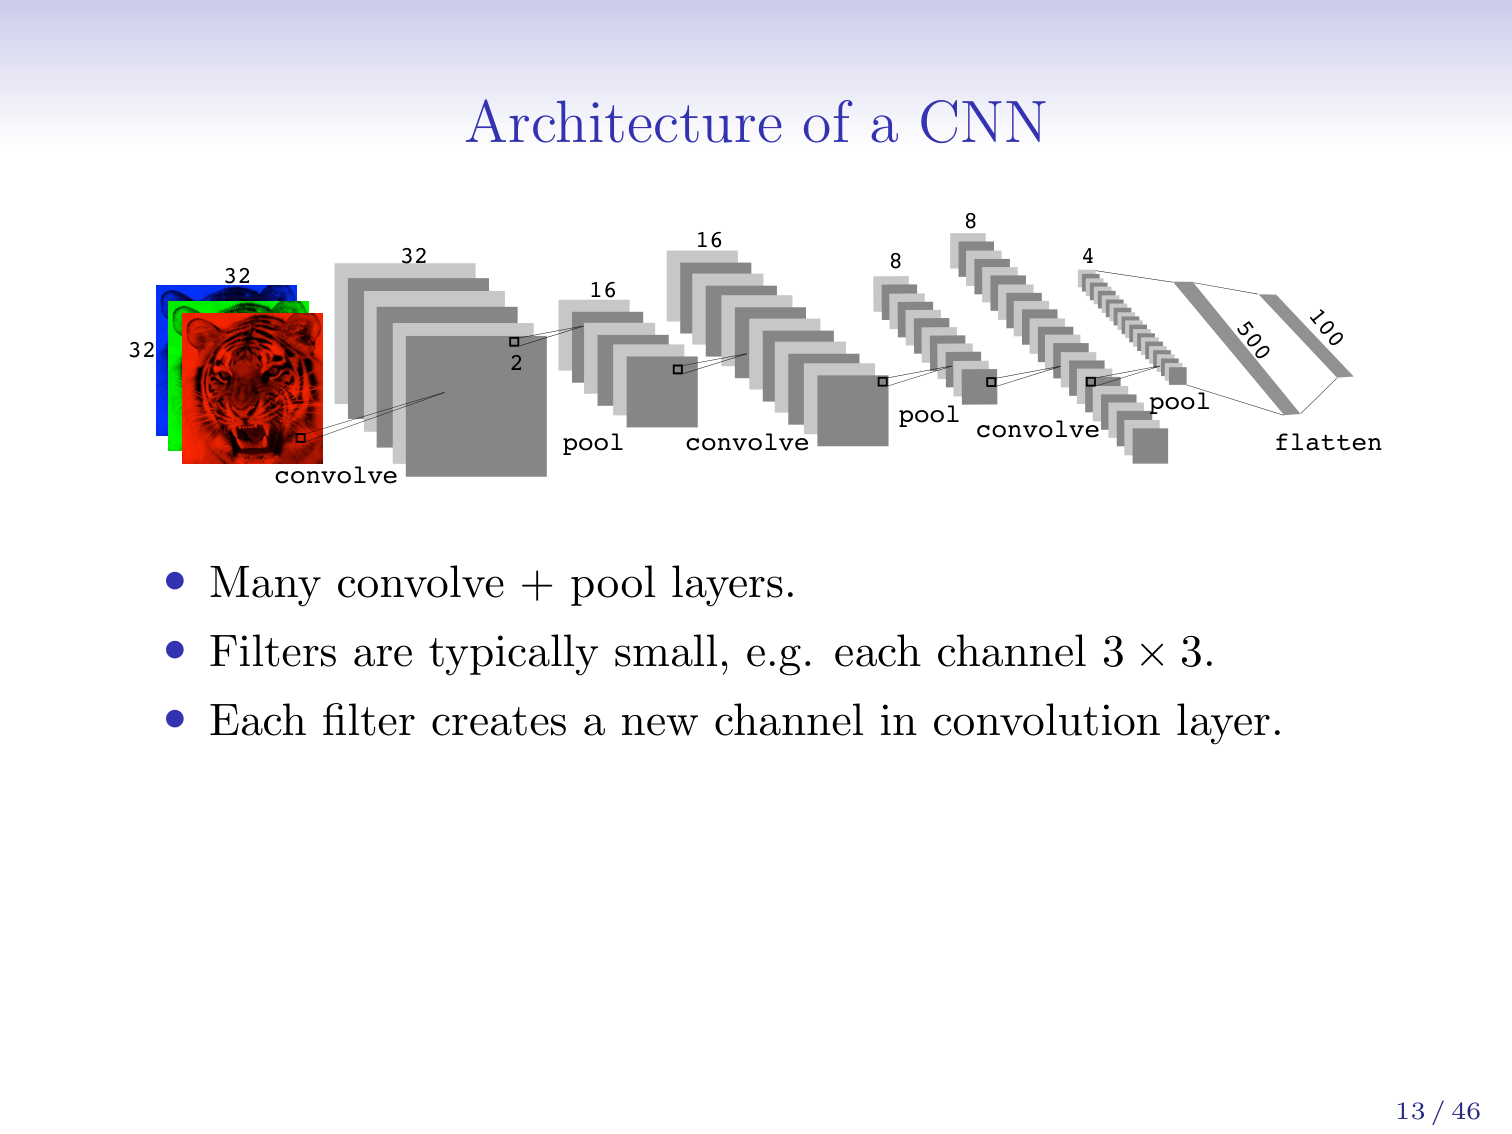 Architecture of a CNN
32
32
32
2
16
16
8
8
4
500
100
convolve
pool
convolve
pool
convolve
pool
flatten
• Many convolve + pool layers.
• Filters are typically small, e.g. each channel 3 × 3.
• Each filter creates a new channel in convolution layer.
13 / 46